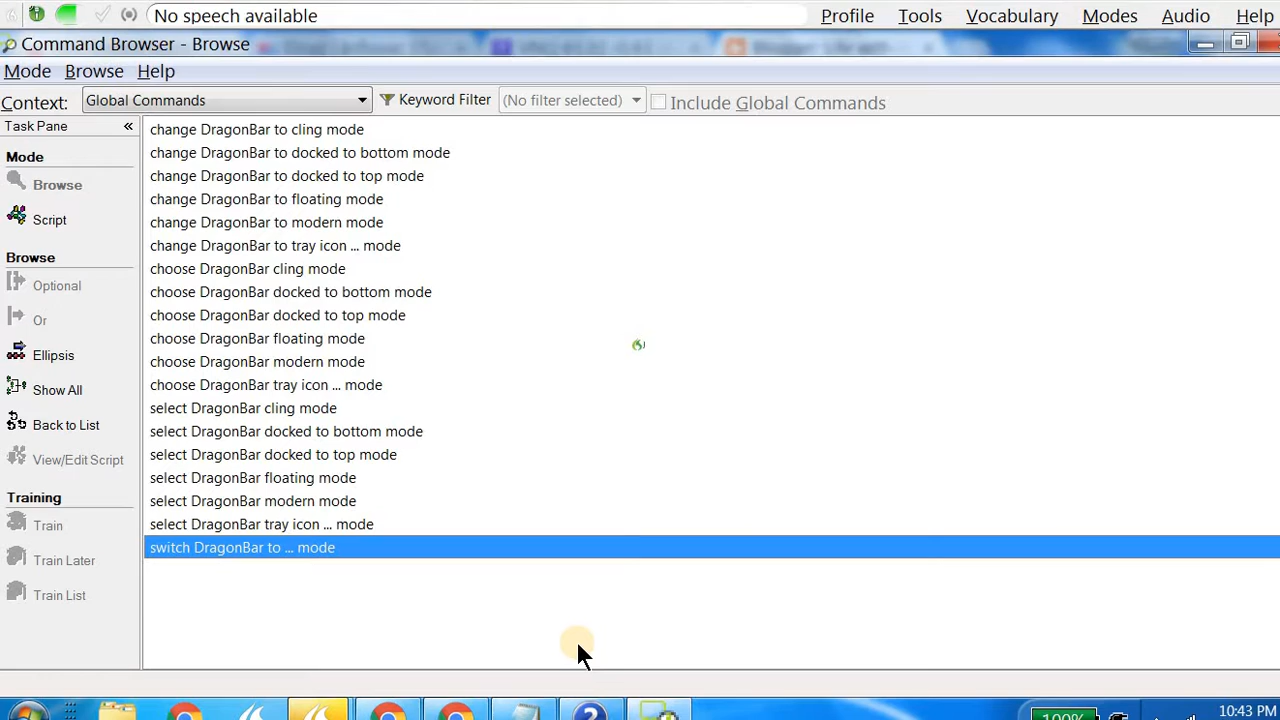 No speech available
Profile Tools Vocabulary Modes Audio Help
Command Browser - Browse
Mode Browse Help
Context: Global Commands Keyword Filter (No filter selected) Include Global Commands
Task Pane «
Mode
Browse
Script
Browse
Optional
Or
Ellipsis
Show All
Back to List
View/Edit Script
Training
Train
Train Later
Train List
change DragonBar to cling mode
change DragonBar to docked to bottom mode
change DragonBar to docked to top mode
change DragonBar to floating mode
change DragonBar to modern mode
change DragonBar to tray icon ... mode
choose DragonBar cling mode
choose DragonBar docked to bottom mode
choose DragonBar docked to top mode
choose DragonBar floating mode
choose DragonBar modern mode
choose DragonBar tray icon ... mode
select DragonBar cling mode
select DragonBar docked to bottom mode
select DragonBar docked to top mode
select DragonBar floating mode
select DragonBar modern mode
select DragonBar tray icon ... mode
switch DragonBar to ... mode
100%
10:43 PM